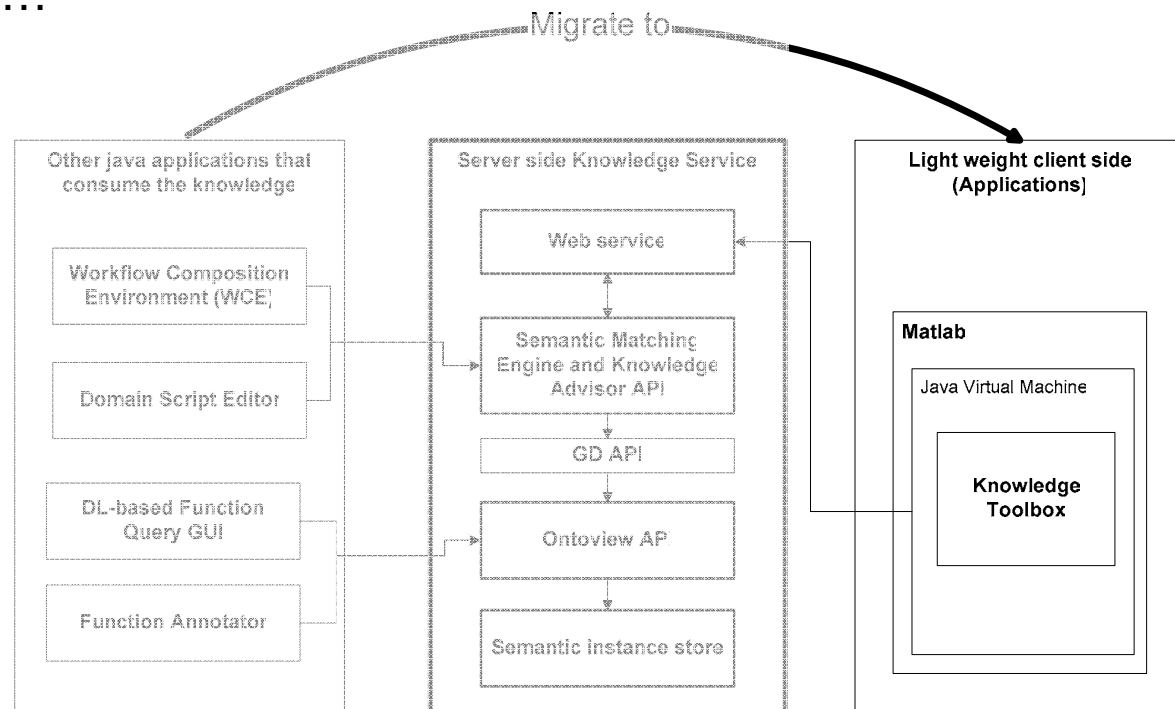 ...
Migrate to
Other java applications that
consume the knowledge
Workflow Composition
Environment (WCE)
Domain Script Editor
DL-based Function
Query GUI
Function Annotator
Server side Knowledge Service
Web service
Semantic Matching
Engine and Knowledge
Advisor API
GD API
Ontoview API
Semantic instance store
Light weight client side
(Applications)
Matlab
Java Virtual Machine
Knowledge
Toolbox